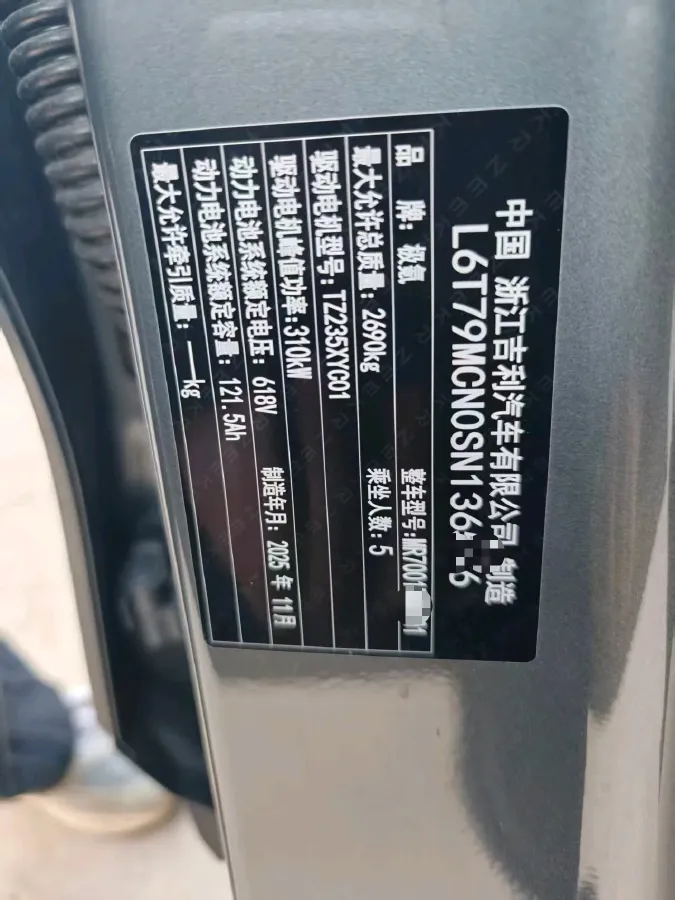 中国 浙江吉利汽车有限公司 制造
L6T79MCN0SN136 6
品 牌: 极氪 整车型号:MR7001 1
最大允许总质量: 2690kg 乘坐人数: 5
驱动电机型号: TZ235XYC01
驱动电机峰值功率:310kW
动力电池系统额定电压: 618V 制造年月: 2025 年 11月
动力电池系统额定容量: 121.5Ah
最大允许牵引质量: —kg